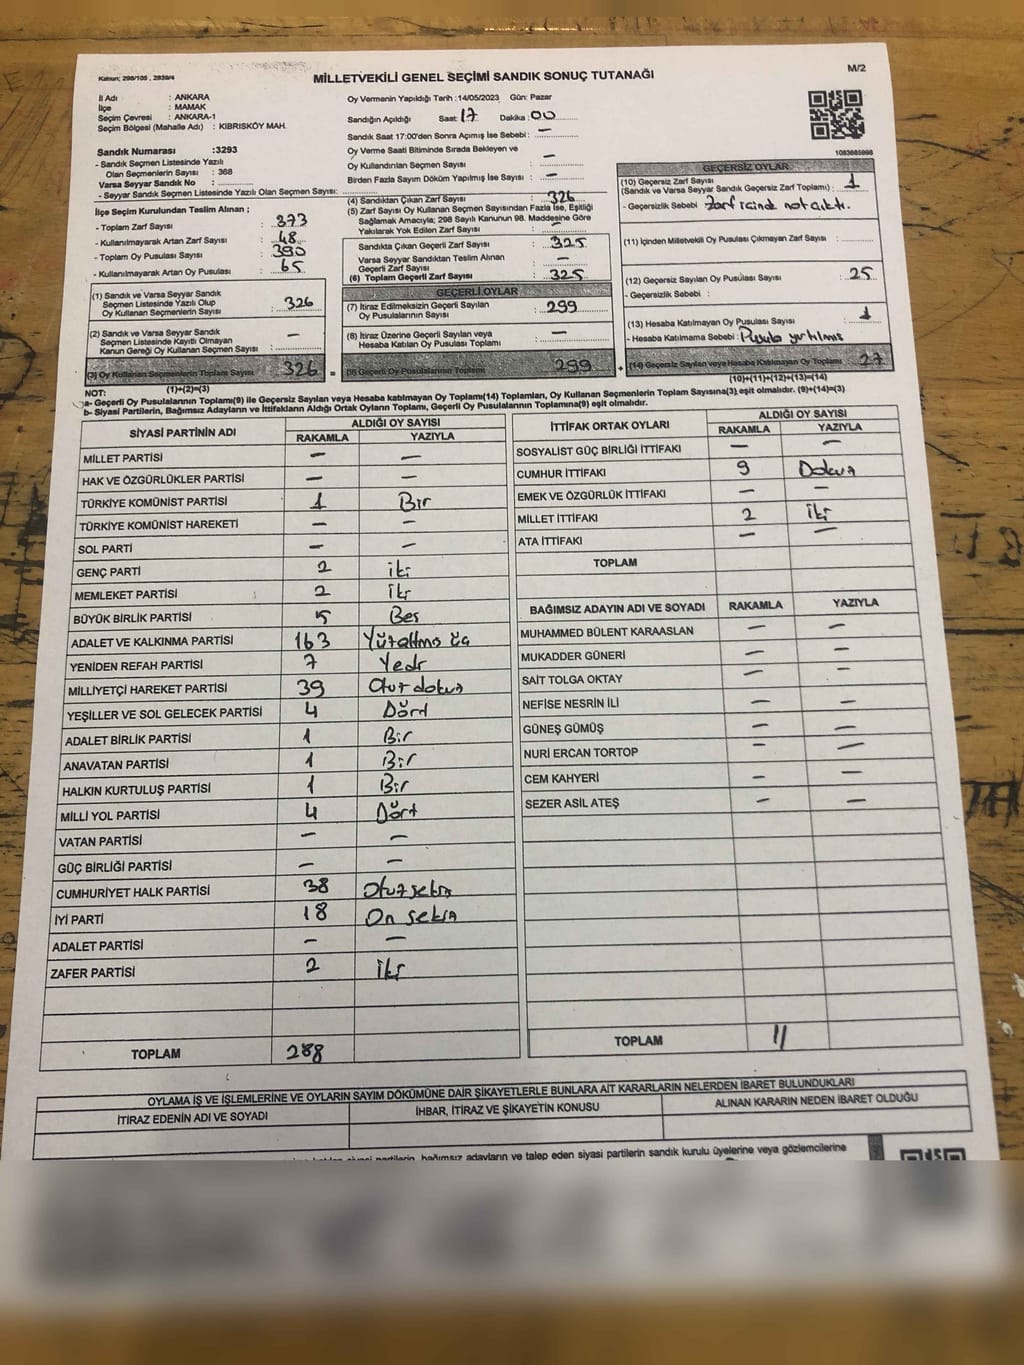 Kanun; 298/105 , 2839/4
MİLLETVEKİLİ GENEL SEÇİMİ SANDIK SONUÇ TUTANAĞI
M/2
İl Adı : ANKARA
İlçe : MAMAK
Seçim Çevresi : ANKARA-1
Seçim Bölgesi (Mahalle Adı) : KIBRISKÖY MAH.
Sandık Numarası :3293
- Sandık Seçmen Listesinde Yazılı
Olan Seçmenlerin Sayısı : 368
Varsa Seyyar Sandık No :
- Seyyar Sandık Seçmen Listesinde Yazılı Olan Seçmen Sayısı:
İlçe Seçim Kurulundan Teslim Alınan ;
- Toplam Zarf Sayısı : 373
- Kullanılmayarak Artan Zarf Sayısı : 48
- Toplam Oy Pusulası Sayısı : 390
- Kullanılmayarak Artan Oy Pusulası : 65
(1) Sandık ve Varsa Seyyar Sandık
Seçmen Listesinde Yazılı Olup
Oy Kullanan Seçmenlerin Sayısı : 326
(2) Sandık ve Varsa Seyyar Sandık
Seçmen Listesinde Kayıtlı Olmayan
Kanun Gereği Oy Kullanan Seçmen Sayısı : –
(3) Oy Kullanan Seçmenlerin Toplam Sayısı 326 =
(1)+(2)=(3)
Oy Vermenin Yapıldığı Tarih :14/05/2023 Gün: Pazar
Sandığın Açıldığı Saat: 17 Dakika: 00
Sandık Saat 17:00'den Sonra Açımış İse Sebebi : –
Oy Verme Saati Bitiminde Sırada Bekleyen ve
Oy Kullandırılan Seçmen Sayısı : –
Birden Fazla Sayım Döküm Yapılmış İse Sayısı : –
(4) Sandıktan Çıkan Zarf Sayısı : 326
(5) Zarf Sayısı Oy Kullanan Seçmen Sayısından Fazla İse, Eşitliği
Sağlamak Amacıyla; 298 Sayılı Kanunun 98. Maddesine Göre
Yakılarak Yok Edilen Zarf Sayısı : –
Sandıkta Çıkan Geçerli Zarf Sayısı : 325
Varsa Seyyar Sandıktan Teslim Alınan
Geçerli Zarf Sayısı : –
(6) Toplam Geçerli Zarf Sayısı : 325
GEÇERLİ OYLAR
(7) İtiraz Edilmeksizin Geçerli Sayılan
Oy Pusulalarının Sayısı : 299
(8) İtiraz Üzerine Geçerli Sayılan veya
Hesaba Katılan Oy Pusulası Toplamı : –
(9) Geçerli Oy Pusulalarının Toplamı 299 +
1083885998
GEÇERSİZ OYLAR
(10) Geçersiz Zarf Sayısı
(Sandık ve Varsa Seyyar Sandık Geçersiz Zarf Toplamı) : 1
- Geçersizlik Sebebi : Zarf içinde not çıktı.
(11) İçinden Milletvekili Oy Pusulası Çıkmayan Zarf Sayısı :
(12) Geçersiz Sayılan Oy Pusulası Sayısı : 25
- Geçersizlik Sebebi :
(13) Hesaba Katılmayan Oy Pusulası Sayısı : 1
- Hesaba Katılmama Sebebi : Pusula yırtılmış
(14) Geçersiz Sayılan veya Hesaba Katılmayan Oy Toplamı 27
(10)+(11)+(12)+(13)=(14)
NOT:
a- Geçerli Oy Pusulalarının Toplamı(9) ile Geçersiz Sayılan veya Hesaba katılmayan Oy Toplam(14) Toplamları, Oy Kullanan Seçmenlerin Toplam Sayısına(3) eşit olmalıdır. (9)+(14)=(3)
b- Siyasi Partilerin, Bağımsız Adayların ve İttifakların Aldığı Ortak Oyların Toplamı, Geçerli Oy Pusulalarının Toplamına(9) eşit olmalıdır.
SİYASİ PARTİNİN ADI
ALDIĞI OY SAYISI
RAKAMLA YAZIYLA
MİLLET PARTİSİ – –
HAK VE ÖZGÜRLÜKLER PARTİSİ – –
TÜRKİYE KOMÜNİST PARTİSİ 1 Bir
TÜRKİYE KOMÜNİST HAREKETİ – –
SOL PARTİ – –
GENÇ PARTİ 2 iki
MEMLEKET PARTİSİ 2 iki
BÜYÜK BİRLİK PARTİSİ 5 Beş
ADALET VE KALKINMA PARTİSİ 163 Yüzaltmış üç
YENİDEN REFAH PARTİSİ 7 Yedi
MİLLİYETÇİ HAREKET PARTİSİ 39 Otuz dokuz
YEŞİLLER VE SOL GELECEK PARTİSİ 4 Dört
ADALET BİRLİK PARTİSİ 1 Bir
ANAVATAN PARTİSİ 1 Bir
HALKIN KURTULUŞ PARTİSİ 1 Bir
MİLLİ YOL PARTİSİ 4 Dört
VATAN PARTİSİ – –
GÜÇ BİRLİĞİ PARTİSİ – –
CUMHURİYET HALK PARTİSİ 38 Otuz sekiz
İYİ PARTİ 18 On sekiz
ADALET PARTİSİ – –
ZAFER PARTİSİ 2 iki
TOPLAM 288
İTTİFAK ORTAK OYLARI
ALDIĞI OY SAYISI
RAKAMLA YAZIYLA
SOSYALİST GÜÇ BİRLİĞİ İTTİFAKI – –
CUMHUR İTTİFAKI 9 Dokuz
EMEK VE ÖZGÜRLÜK İTTİFAKI – –
MİLLET İTTİFAKI 2 iki
ATA İTTİFAKI – –
TOPLAM
BAĞIMSIZ ADAYIN ADI VE SOYADI RAKAMLA YAZIYLA
MUHAMMED BÜLENT KARAASLAN – –
MUKADDER GÜNERİ – –
SAİT TOLGA OKTAY – –
NEFİSE NESRİN İLİ – –
GÜNEŞ GÜMÜŞ – –
NURİ ERCAN TORTOP – –
CEM KAHYERİ – –
SEZER ASİL ATEŞ – –
TOPLAM 11
OYLAMA İŞ VE İŞLEMLERİNE VE OYLARIN SAYIM DÖKÜMÜNE DAİR ŞİKAYETLERLE BUNLARA AİT KARARLARIN NELERDEN İBARET BULUNDUKLARI
İTİRAZ EDENİN ADI VE SOYADI İHBAR, İTİRAZ VE ŞİKAYETİN KONUSU ALINAN KARARIN NEDEN İBARET OLDUĞU
siyasi partilerin, bağımsız adayların ve talep eden siyasi partilerin sandık kurulu üyelerine veya gözlemcilerine